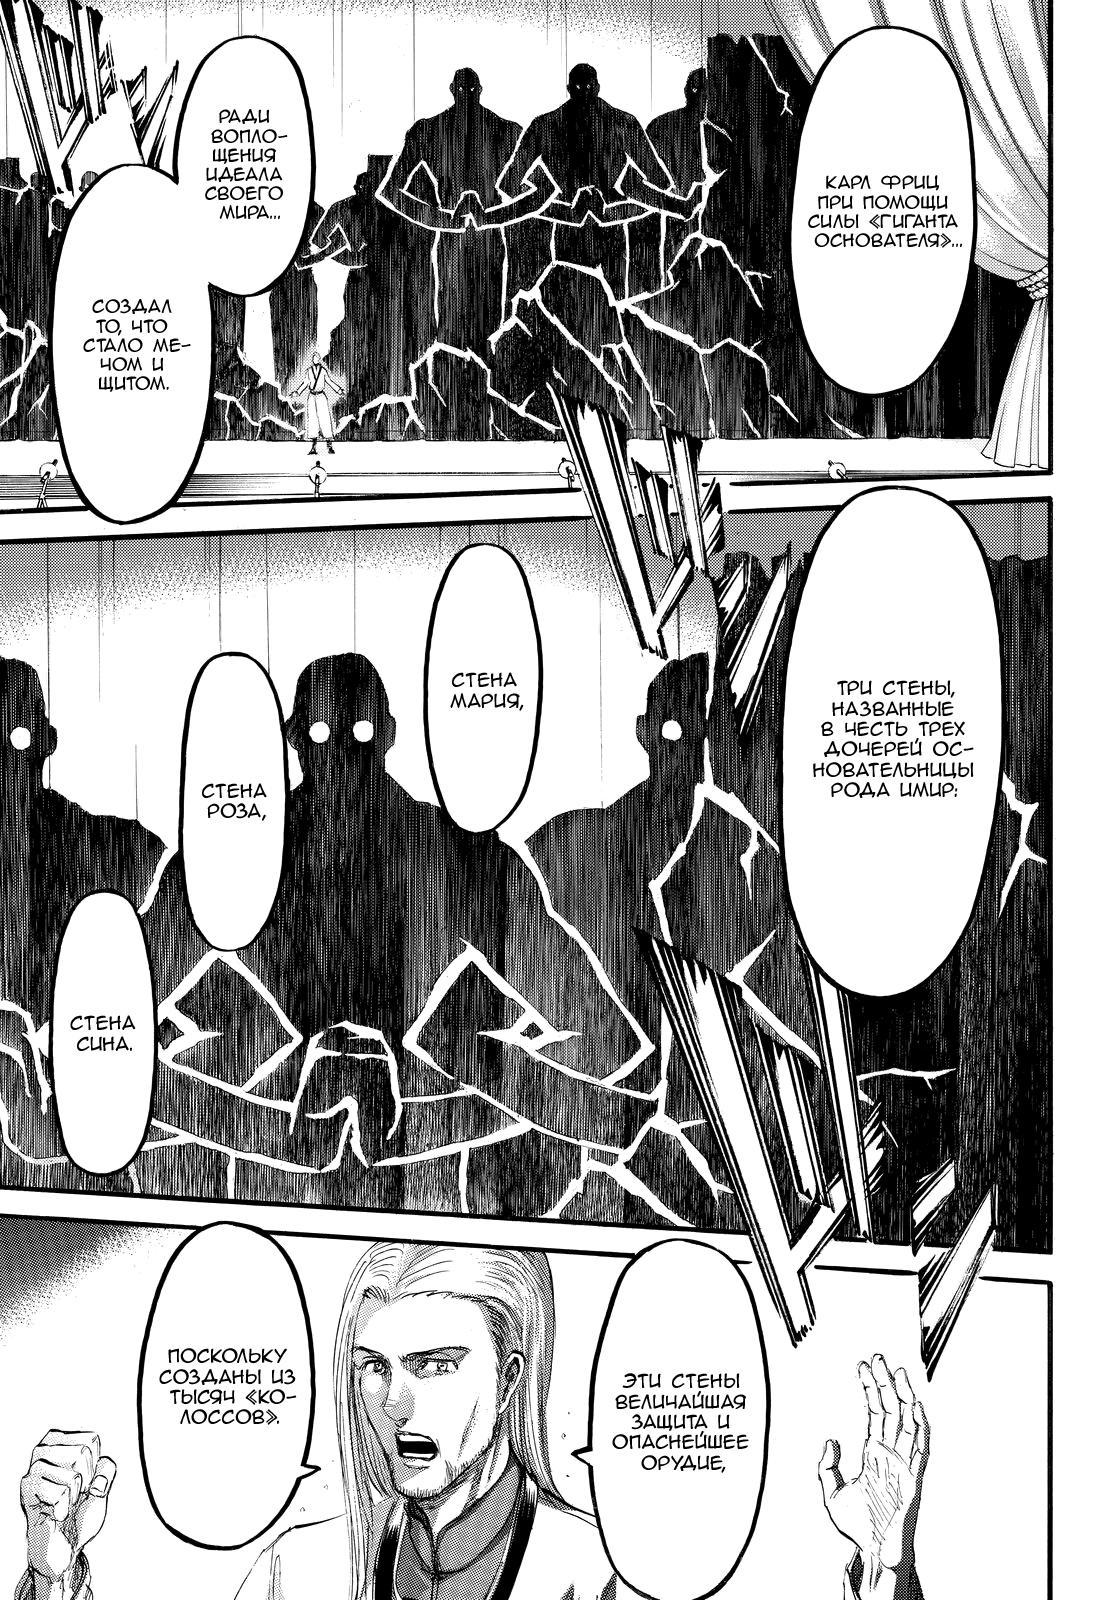 КАРЛ ФРИЦ
ПРИ ПОМОЩИ
СИЛЫ «ГИГАНТА
ОСНОВАТЕЛЯ»...
РАДИ
ВОПЛО-
ЩЕНИЯ
ИДЕАЛА
СВОЕГО
МИРА...
СОЗДАЛ
ТО, ЧТО
СТАЛО МЕ-
ЧОМ И
ЩИТОМ.
ТРИ СТЕНЫ,
НАЗВАННЫЕ
В ЧЕСТЬ ТРЕХ
ДОЧЕРЕЙ ОС-
НОВАТЕЛЬНИЦЫ
РОДА ИМИР:
СТЕНА
МАРИЯ,
СТЕНА
РОЗА,
СТЕНА
СИНА.
ЭТИ СТЕНЫ
ВЕЛИЧАЙШАЯ
ЗАЩИТА И
ОПАСНЕЙШЕЕ
ОРУДИЕ,
ПОСКОЛЬКУ
СОЗДАНЫ ИЗ
ТЫСЯЧ «КО-
ЛОССОВ».